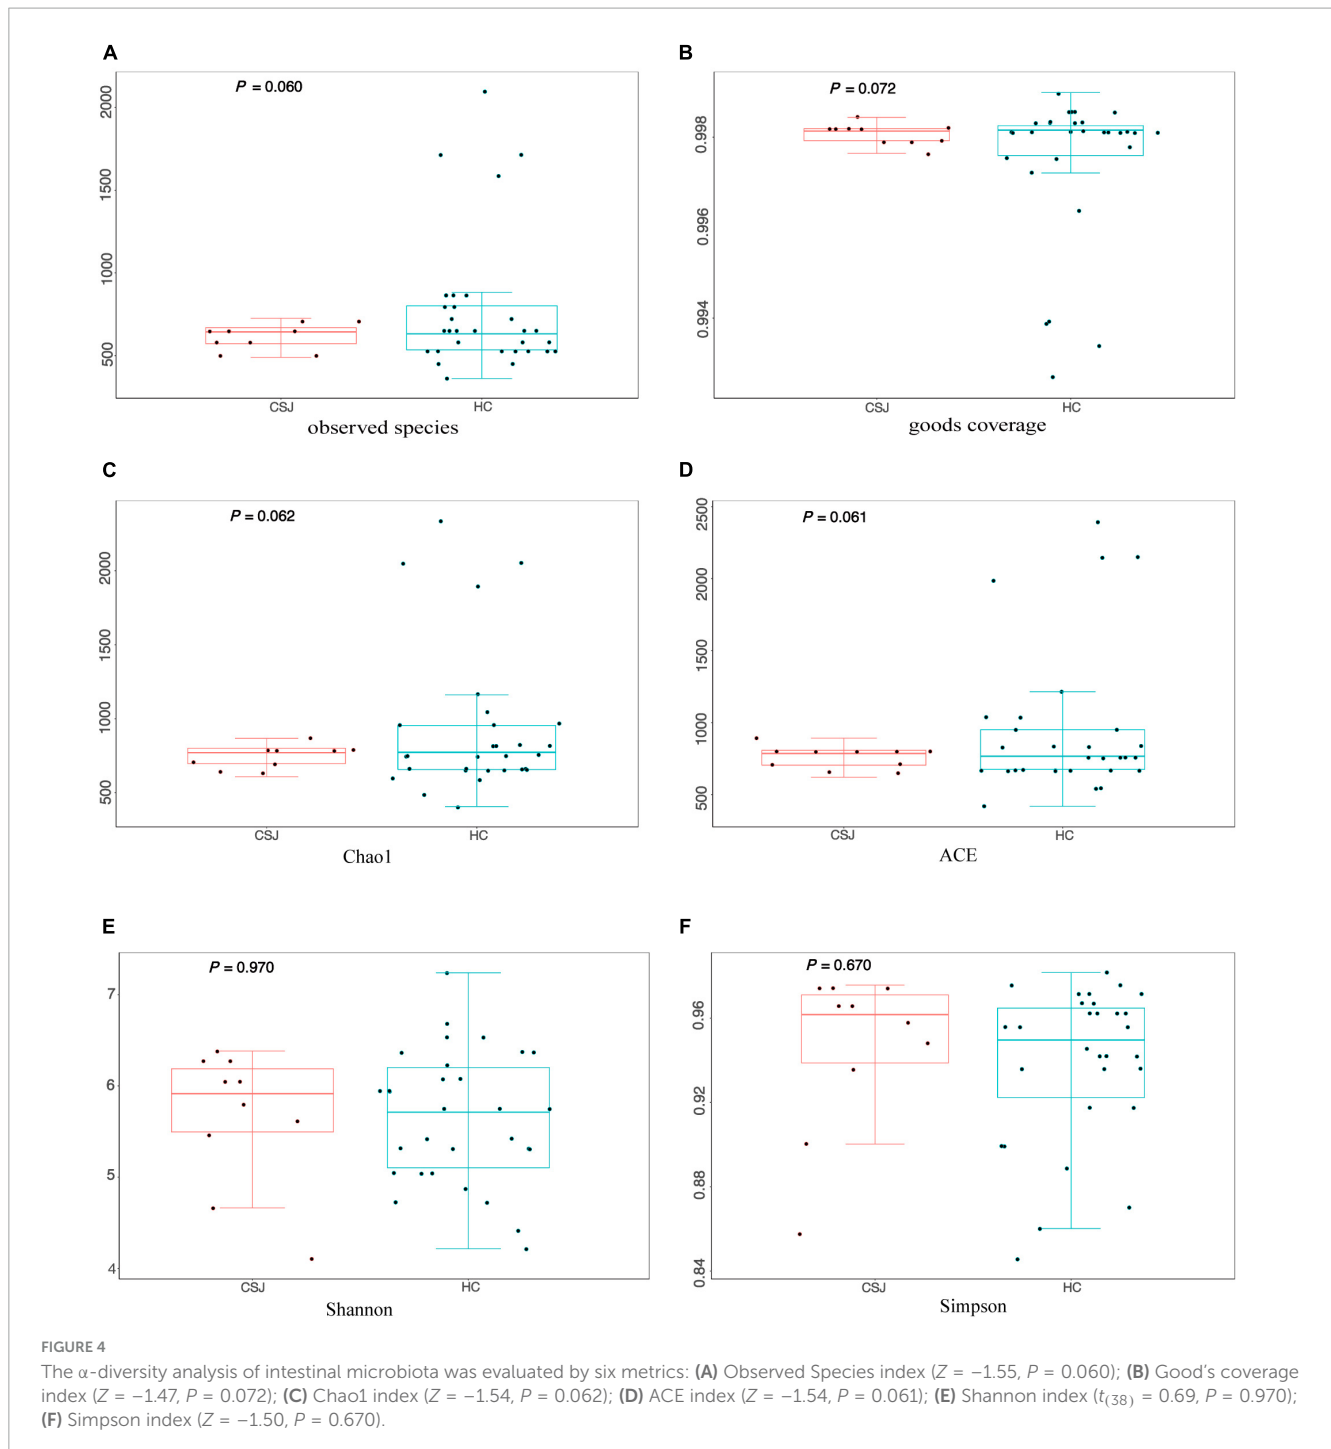 A
P = 0.060
2000
1500
1000
500
CSJ
HC
observed species
B
P = 0.072
0.998
0.996
0.994
CSJ
HC
goods coverage
C
P = 0.062
2000
1500
1000
500
CSJ
HC
Chao1
D
P = 0.061
2500
2000
1500
1000
500
CSJ
HC
ACE
E
P = 0.970
7
6
5
4
CSJ
HC
Shannon
F
P = 0.670
0.96
0.92
0.88
0.84
CSJ
HC
Simpson
FIGURE 4
The α-diversity analysis of intestinal microbiota was evaluated by six metrics: (A) Observed Species index (Z = −1.55, P = 0.060); (B) Good's coverage
index (Z = −1.47, P = 0.072); (C) Chao1 index (Z = −1.54, P = 0.062); (D) ACE index (Z = −1.54, P = 0.061); (E) Shannon index (t(38) = 0.69, P = 0.970);
(F) Simpson index (Z = −1.50, P = 0.670).